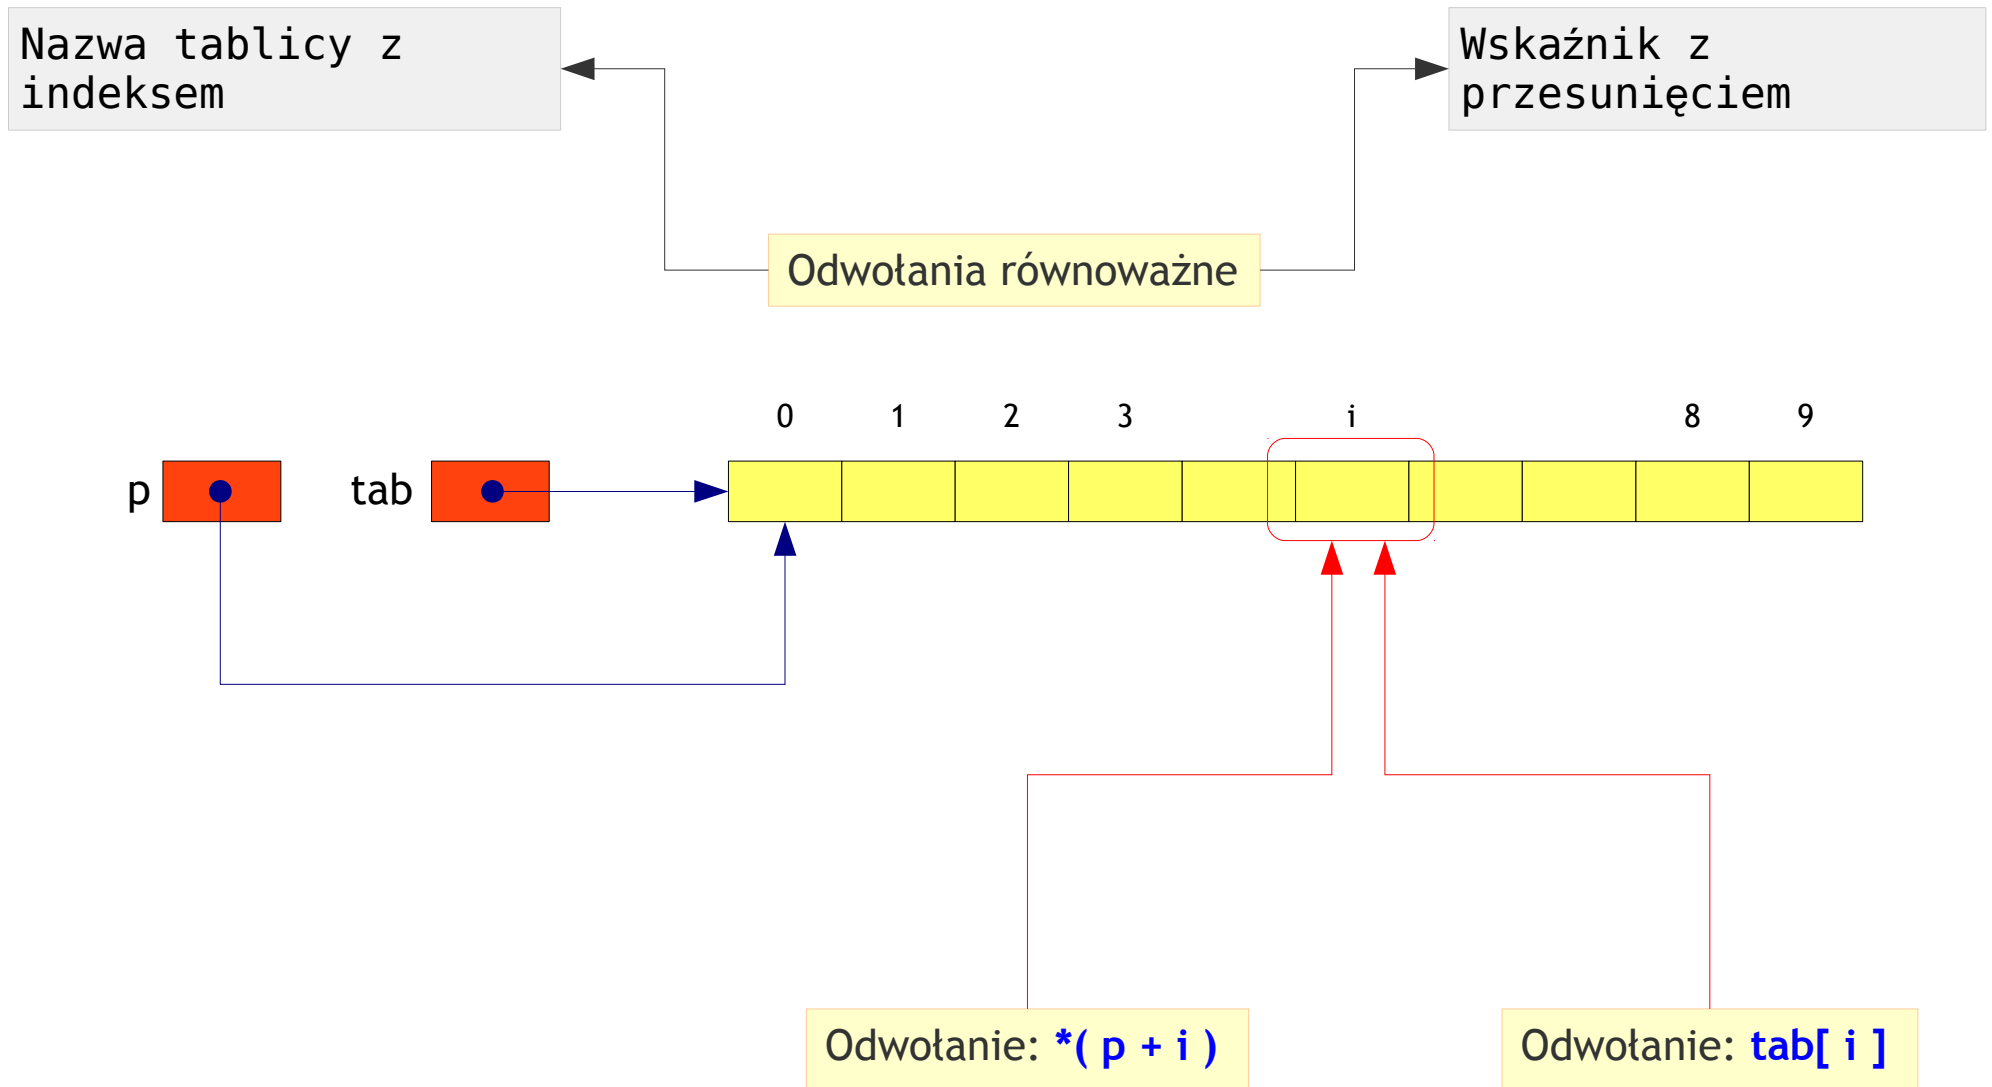 Nazwa tablicy z
indeksem
Wskaźnik z
przesunięciem
Odwołania równoważne
0 1 2 3 i 8 9
p
tab
Odwołanie: *( p + i )
Odwołanie: tab[ i ]